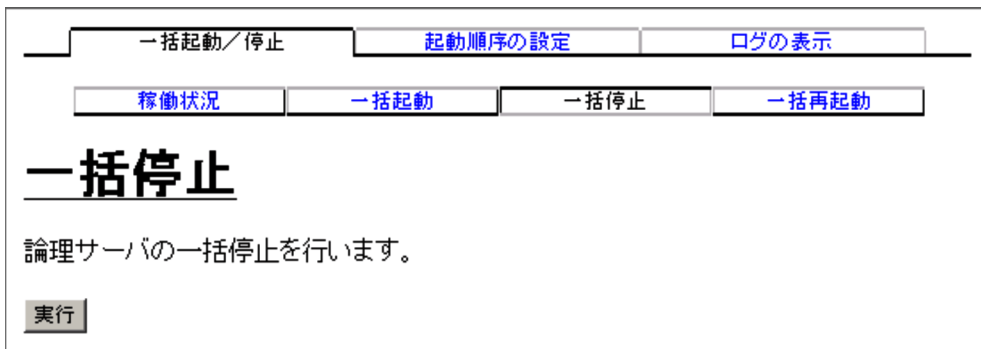 一括起動／停止 起動順序の設定 ログの表示
稼働状況 一括起動 一括停止 一括再起動
一括停止
論理サーバの一括停止を行います。
実行